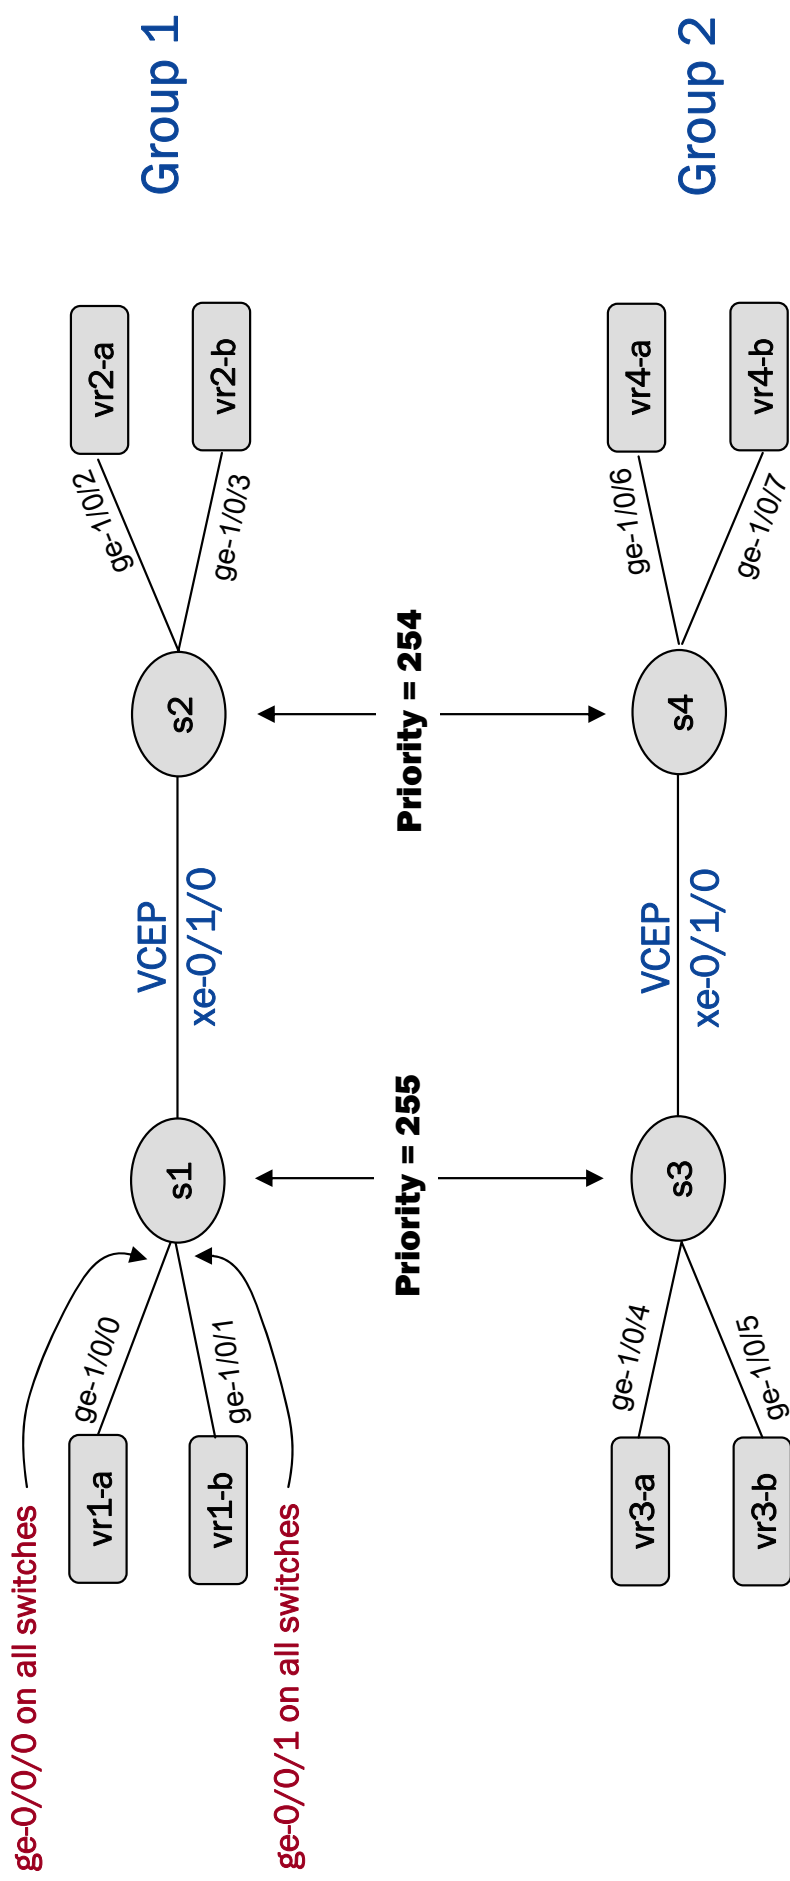 ge-0/0/0 on all switches
vr1-a
ge-1/0/0
vr1-b
ge-1/0/1
ge-0/0/1 on all switches
s1
VCEP
xe-0/1/0
s2
ge-1/0/2
vr2-a
ge-1/0/3
vr2-b
Group 1
Priority = 255
Priority = 254
vr3-a
ge-1/0/4
vr3-b
ge-1/0/5
s3
VCEP
xe-0/1/0
s4
ge-1/0/6
vr4-a
ge-1/0/7
vr4-b
Group 2